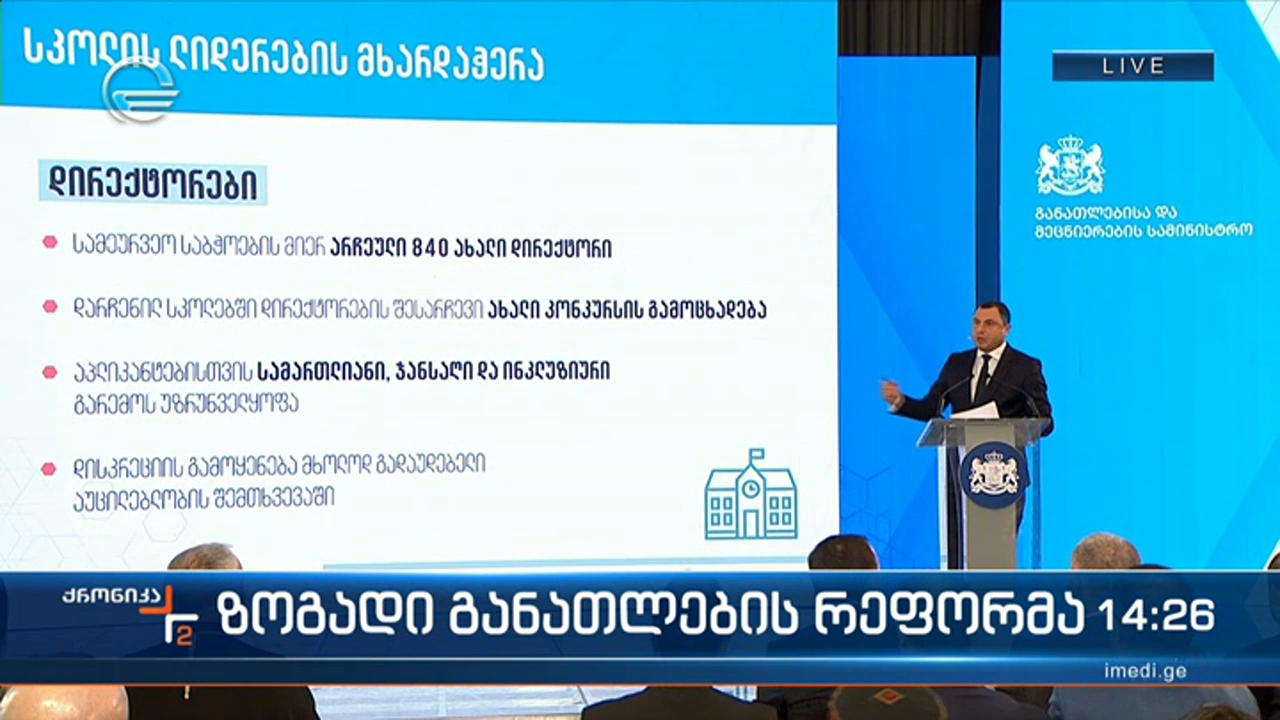 სკოლის ლიდერების მხარდაჭერა
LIVE
დირექტორები
სამეურვეო საბჭოების მიერ არჩეული 840 ახალი დირექტორი
დარჩენილ სკოლებში დირექტორების შესარჩევი ახალი კონკურსის გამოცხადება
აპლიკანტებისთვის სამართლიანი, ჯანსაღი და ინკლუზიური
გარემოს უზრუნველყოფა
დისკრეციის გამოყენება მხოლოდ გადაუდებელი
აუცილებლობის შემთხვევაში
განათლებისა და
მეცნიერების სამინისტრო
ქრონიკა
2
ზოგადი განათლების რეფორმა 14:26
imedi.ge